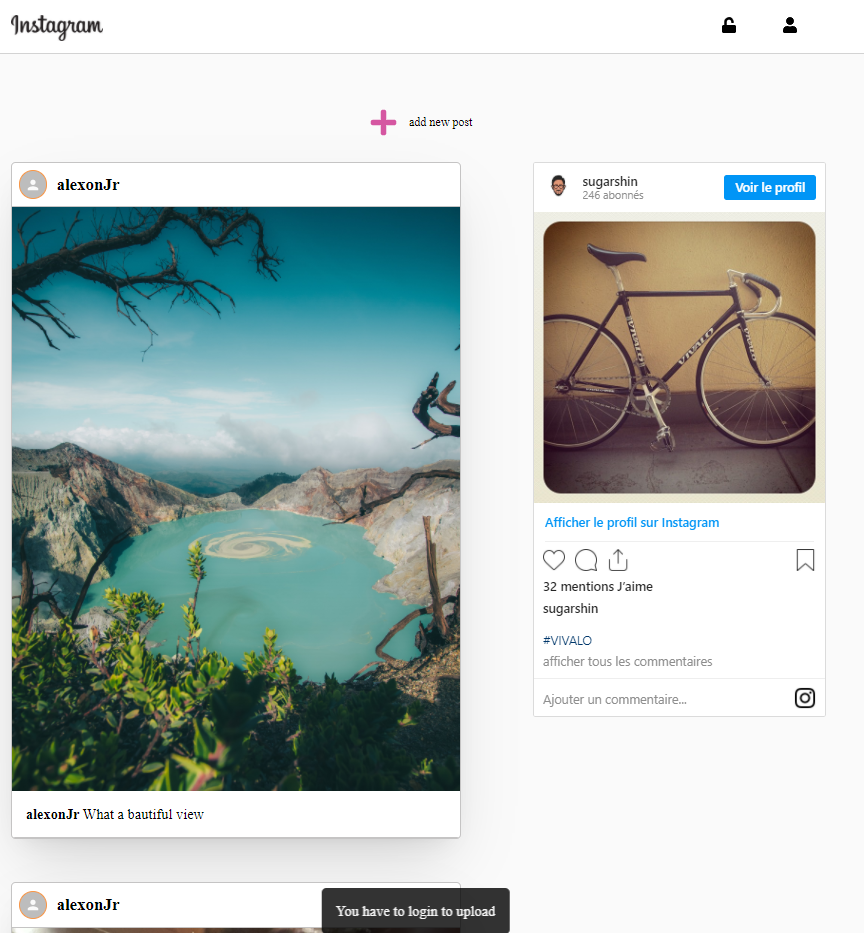 Instagram
add new post
alexonJr
alexonJr What a bautiful view
alexonJr
sugarshin
246 abonnés
Voir le profil
VIVALO
VIVALO
Afficher le profil sur Instagram
32 mentions J’aime
sugarshin
#VIVALO
afficher tous les commentaires
Ajouter un commentaire...
You have to login to upload